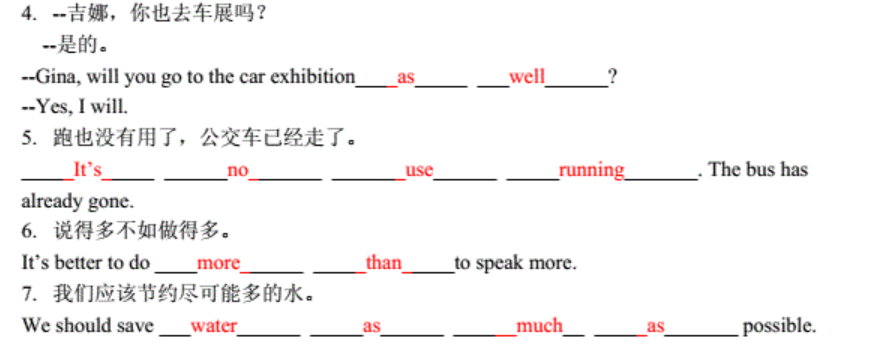 4. --吉娜，你也去车展吗？
--是的。
--Gina, will you go to the car exhibition____as_____ ___well______?
--Yes, I will.
5. 跑也没有用了，公交车已经走了。
_____It's_____ ______no_______ _______use______ _____running_______. The bus has
already gone.
6. 说得多不如做得多。
It's better to do ____more______ _____than_____to speak more.
7. 我们应该节约尽可能多的水。
We should save ___water______ _____as______ ______much__ _____as_______ possible.